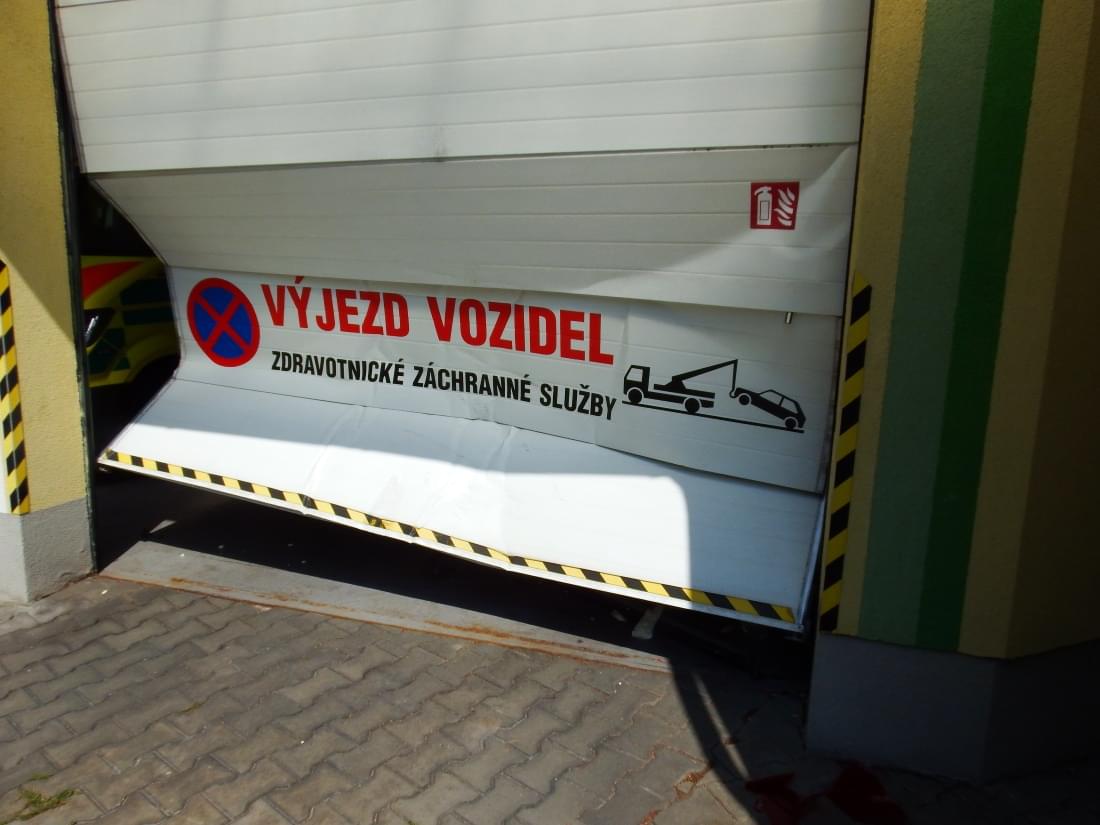 VÝJEZD VOZIDEL
ZDRAVOTNICKÉ ZÁCHRANNÉ SLUŽBY